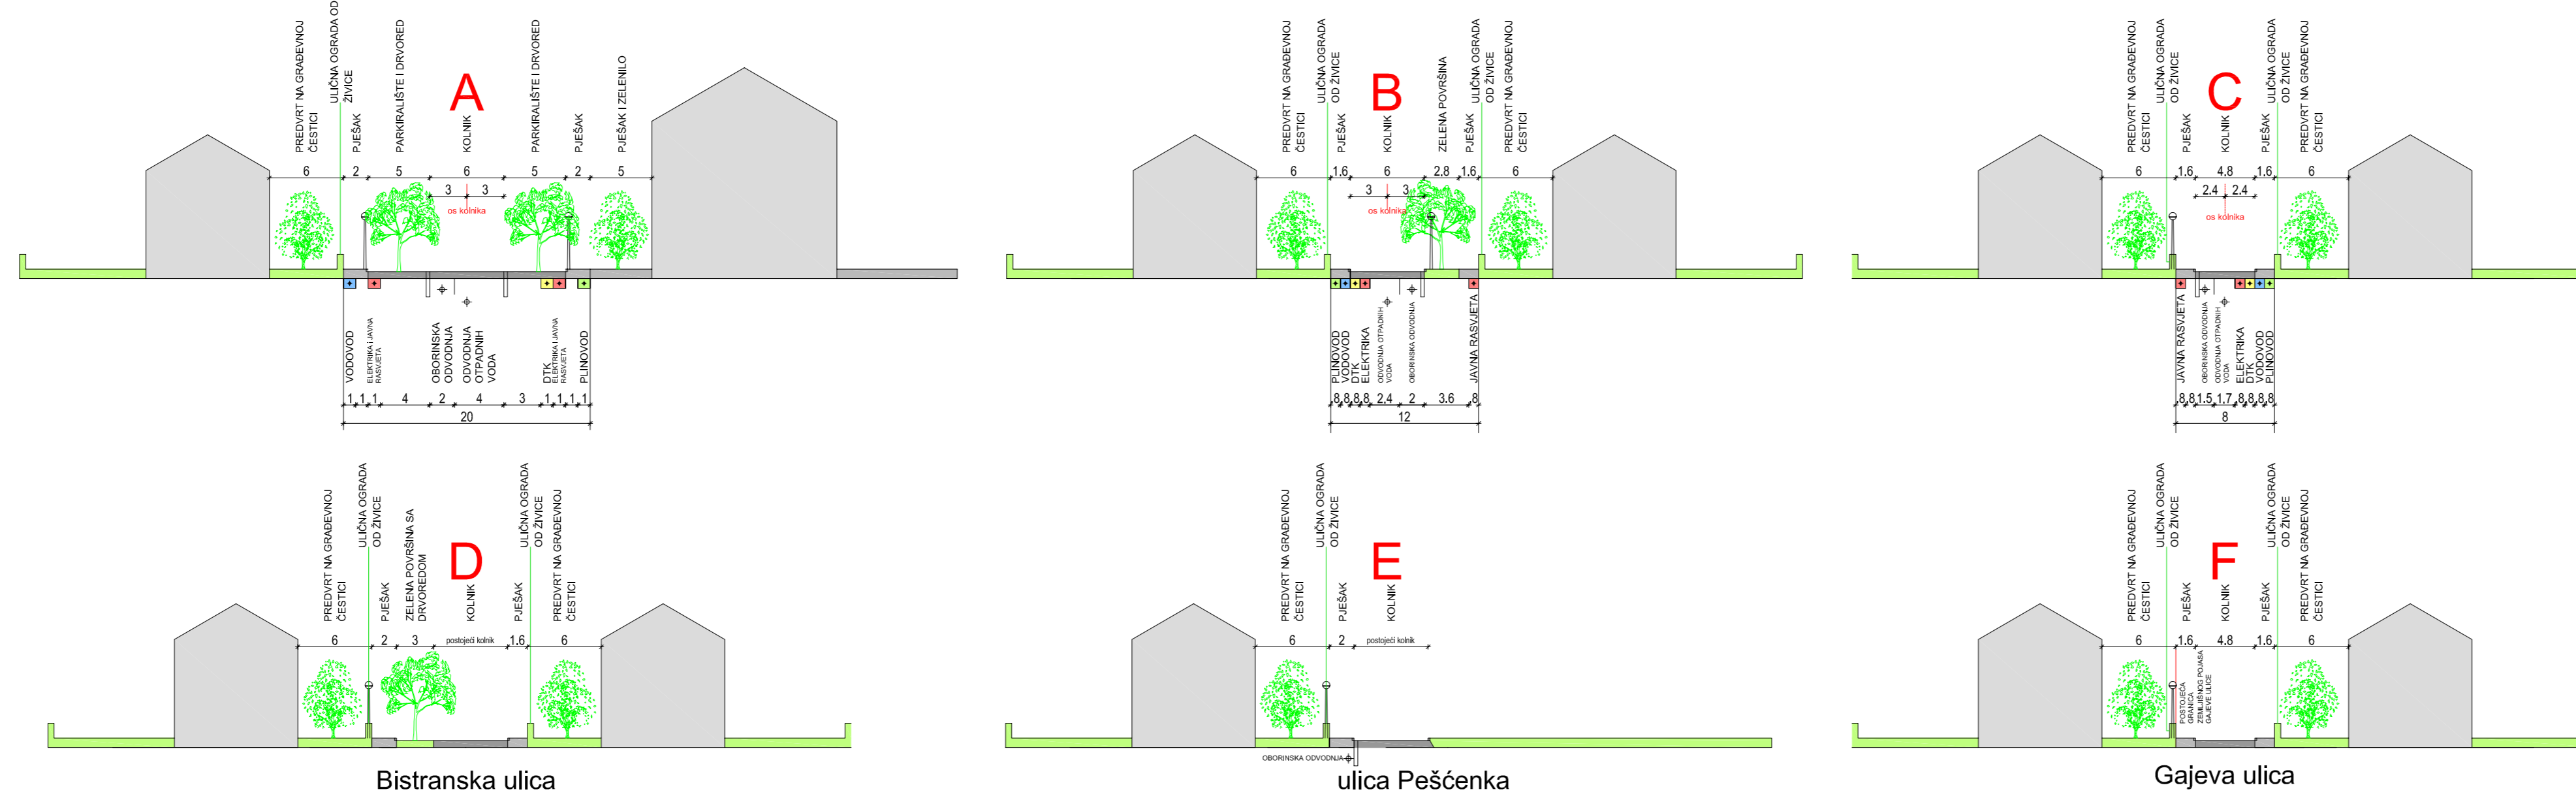 PREDVRT NA GRAĐEVNOJ
ČESTICI
ULIČNA OGRADA OD
ŽIVICE
PJEŠAK
PARKIRALIŠTE I DRVORED
A
KOLNIK
PARKIRALIŠTE I DRVORED
PJEŠAK
PJEŠAK I ZELENILO
6 2 5 6 5 2 5
3 3
os kolnika
VODOVOD
ELEKTRIKA I JAVNA
RASVJETA
OBORINSKA
ODVODNJA
ODVODNJA
OTPADNIH
VODA
DTK
ELEKTRIKA I JAVNA
RASVJETA
PLINOVOD
1 1 1 4 2 4 3 1 1 1 1
20
PREDVRT NA GRAĐEVNOJ
ČESTICI
ULIČNA OGRADA
OD ŽIVICE
PJEŠAK
B
KOLNIK
ZELENA POVRŠINA
PJEŠAK
ULIČNA OGRADA
OD ŽIVICE
PREDVRT NA GRAĐEVNOJ
ČESTICI
6 1.6 6 2.8 1.6 6
3 3
os kolnika
PLINOVOD
VODOVOD
DTK
ELEKTRIKA
ODVODNJA OTPADNIH
VODA
OBORINSKA ODVODNJA
JAVNA RASVJETA
.8 .8 .8 .8 2.4 2 3.6 .8
12
PREDVRT NA GRAĐEVNOJ
ČESTICI
ULIČNA OGRADA
OD ŽIVICE
PJEŠAK
C
KOLNIK
PJEŠAK
ULIČNA OGRADA
OD ŽIVICE
PREDVRT NA GRAĐEVNOJ
ČESTICI
6 1.6 4.8 1.6 6
2.4 2.4
os kolnika
JAVNA RASVJETA
OBORINSKA ODVODNJA
ODVODNJA OTPADNIH
VODA
ELEKTRIKA
DTK
VODOVOD
PLINOVOD
.8 .8 1.5 1.7 .8 .8 .8 .8
8
PREDVRT NA GRAĐEVNOJ
ČESTICI
ULIČNA OGRADA
OD ŽIVICE
PJEŠAK
ZELENA POVRŠINA SA
DRVOREDOM
D
KOLNIK
PJEŠAK
ULIČNA OGRADA
OD ŽIVICE
PREDVRT NA GRAĐEVNOJ
ČESTICI
6 2 3 postojeći kolnik 1.6 6
Bistranska ulica
PREDVRT NA GRAĐEVNOJ
ČESTICI
ULIČNA OGRADA
OD ŽIVICE
PJEŠAK
E
KOLNIK
6 2 postojeći kolnik
OBORINSKA ODVODNJA
ulica Pešćenka
PREDVRT NA GRAĐEVNOJ
ČESTICI
ULIČNA OGRADA
OD ŽIVICE
PJEŠAK
F
KOLNIK
PJEŠAK
ULIČNA OGRADA
OD ŽIVICE
PREDVRT NA GRAĐEVNOJ
ČESTICI
6 1.6 4.8 1.6 6
POSTOJEĆA
GRANICA
ZEMLJIŠNOG POJASA
GAJEVE ULICE
Gajeva ulica